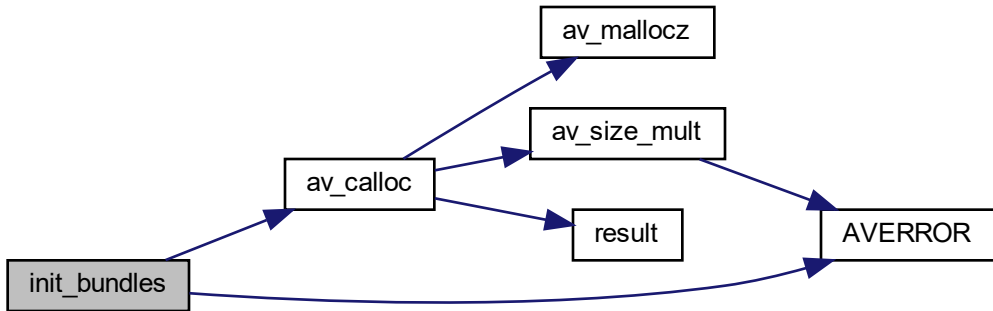 av_mallocz
av_size_mult
av_calloc
result
AVERROR
init_bundles